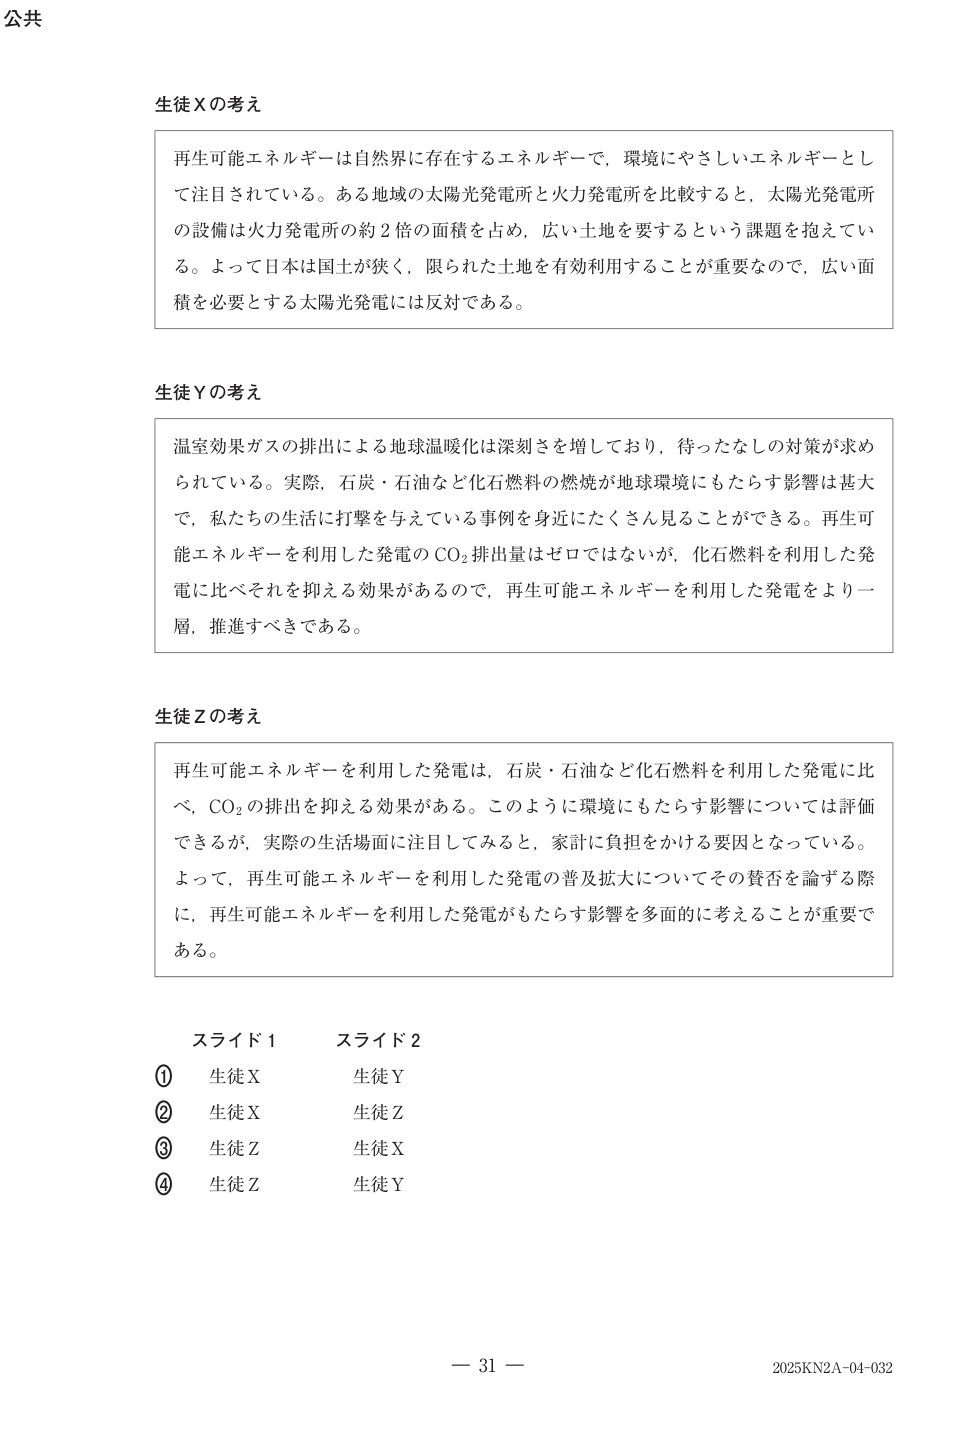 公共
生徒Xの考え
再生可能エネルギーは自然界に存在するエネルギーで，環境にやさしいエネルギーとし
て注目されている。ある地域の太陽光発電所と火力発電所を比較すると，太陽光発電所
の設備は火力発電所の約２倍の面積を占め，広い土地を要するという課題を抱えてい
る。よって日本は国土が狭く，限られた土地を有効利用することが重要なので，広い面
積を必要とする太陽光発電には反対である。
生徒Yの考え
温室効果ガスの排出による地球温暖化は深刻さを増しており，待ったなしの対策が求め
られている。実際，石炭・石油など化石燃料の燃焼が地球環境にもたらす影響は甚大
で，私たちの生活に打撃を与えている事例を身近にたくさん見ることができる。再生可
能エネルギーを利用した発電のCO₂排出量はゼロではないが，化石燃料を利用した発
電に比べそれを抑える効果があるので，再生可能エネルギーを利用した発電をより一
層，推進すべきである。
生徒Zの考え
再生可能エネルギーを利用した発電は，石炭・石油など化石燃料を利用した発電に比
べ，CO₂の排出を抑える効果がある。このように環境にもたらす影響については評価
できるが，実際の生活場面に注目してみると，家計に負担をかける要因となっている。
よって，再生可能エネルギーを利用した発電の普及拡大についてその賛否を論ずる際
に，再生可能エネルギーを利用した発電がもたらす影響を多面的に考えることが重要で
ある。
スライド1 スライド2
① 生徒X 生徒Y
② 生徒X 生徒Z
③ 生徒Z 生徒X
④ 生徒Z 生徒Y
— 31 —
2025KN2A-04-032